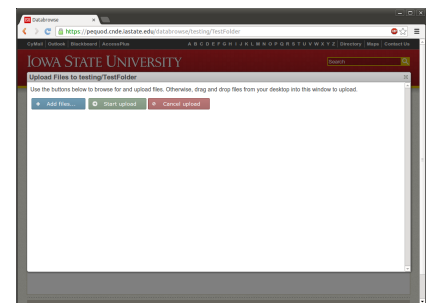 Databrowse
https://pequod.cnde.iastate.edu/databrowse/testing/TestFolder
CyMail Outlook Blackboard AccessPlus A B C D E F G H I J K L M N O P Q R S T U V W X Y Z Directory Maps Contact Us
IOWA STATE UNIVERSITY
Search
Upload Files to testing/TestFolder
Use the buttons below to browse for and upload files. Otherwise, drag and drop files from your desktop into this window to upload.
Add files... Start upload Cancel upload